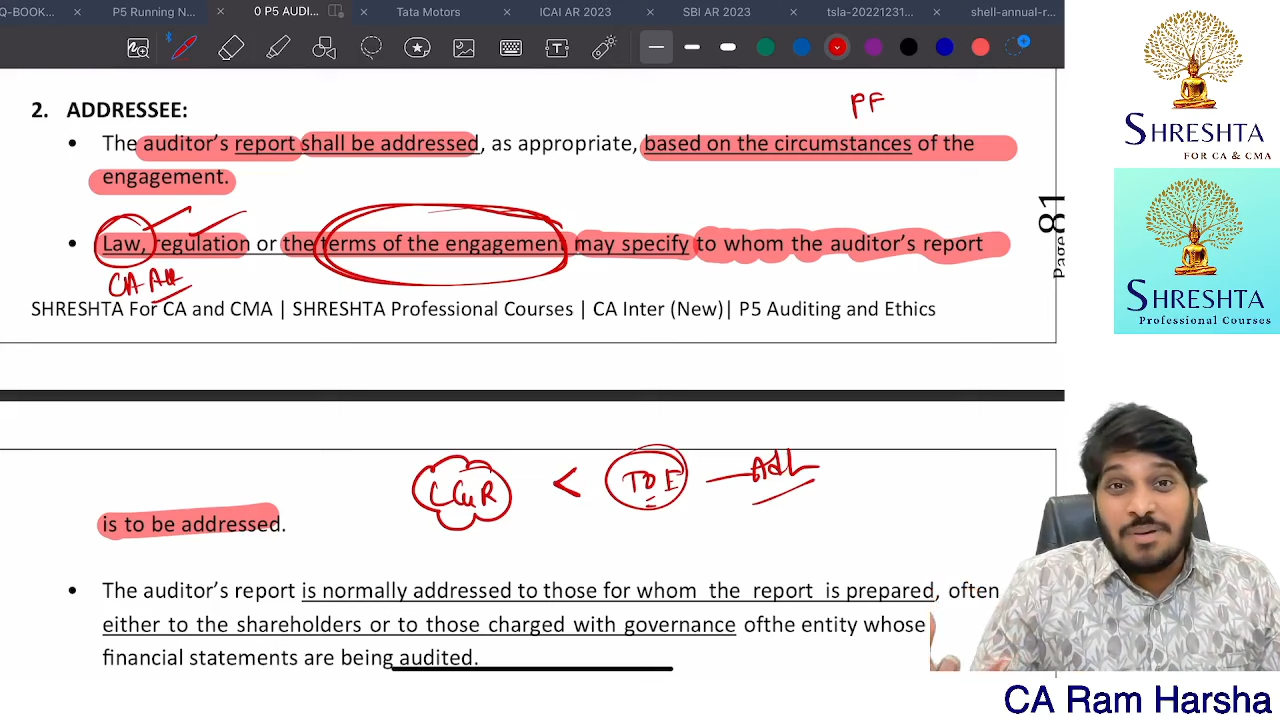 Q-BOOK... P5 Running N... 0 P5 AUDI... Tata Motors ICAI AR 2023 SBI AR 2023 tsla-20221231... shell-annual-r...
PF
2. ADDRESSEE:
• The auditor's report shall be addressed, as appropriate, based on the circumstances of the
engagement.
• Law, regulation or the terms of the engagement may specify to whom the auditor's report
CA
Page 81
SHRESHTA For CA and CMA | SHRESHTA Professional Courses | CA Inter (New)| P5 Auditing and Ethics
< ToE
is to be addressed.
• The auditor's report is normally addressed to those for whom the report is prepared, often
either to the shareholders or to those charged with governance ofthe entity whose
financial statements are being audited.
SHRESHTA
FOR CA & CMA
SHRESHTA
Professional Courses
CA Ram Harsha